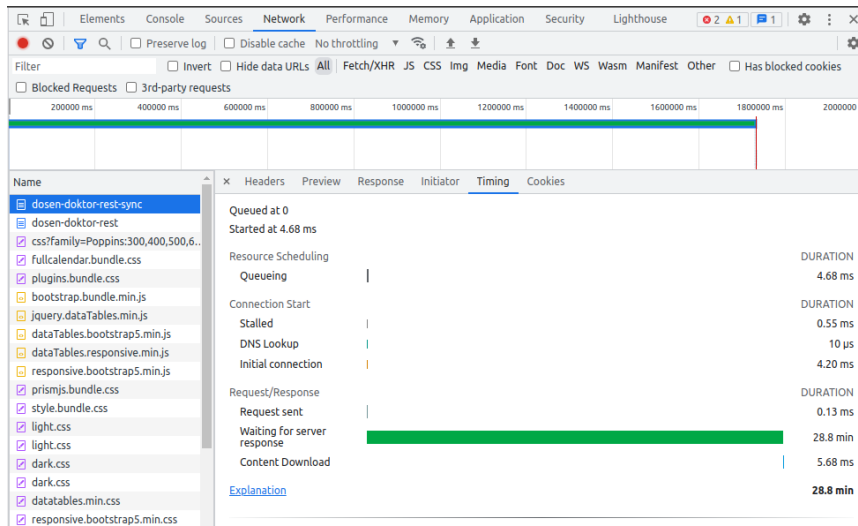 Elements Console Sources Network Performance Memory Application Security Lighthouse 2 1 1
Preserve log Disable cache No throttling
Filter Invert Hide data URLs All Fetch/XHR JS CSS Img Media Font Doc WS Wasm Manifest Other Has blocked cookies
Blocked Requests 3rd-party requests
200000 ms 400000 ms 600000 ms 800000 ms 1000000 ms 1200000 ms 1400000 ms 1600000 ms 1800000 ms 2000000
Name × Headers Preview Response Initiator Timing Cookies
dosen-doktor-rest-sync
dosen-doktor-rest
css?family=Poppins:300,400,500,6..
fullcalendar.bundle.css
plugins.bundle.css
bootstrap.bundle.min.js
jquery.dataTables.min.js
dataTables.bootstrap5.min.js
dataTables.responsive.min.js
responsive.bootstrap5.min.js
prismjs.bundle.css
style.bundle.css
light.css
light.css
dark.css
dark.css
datatables.min.css
responsive.bootstrap5.min.css
Queued at 0
Started at 4.68 ms
Resource Scheduling DURATION
Queueing 4.68 ms
Connection Start DURATION
Stalled 0.55 ms
DNS Lookup 10 μs
Initial connection 4.20 ms
Request/Response DURATION
Request sent 0.13 ms
Waiting for server
response 28.8 min
Content Download 5.68 ms
Explanation 28.8 min